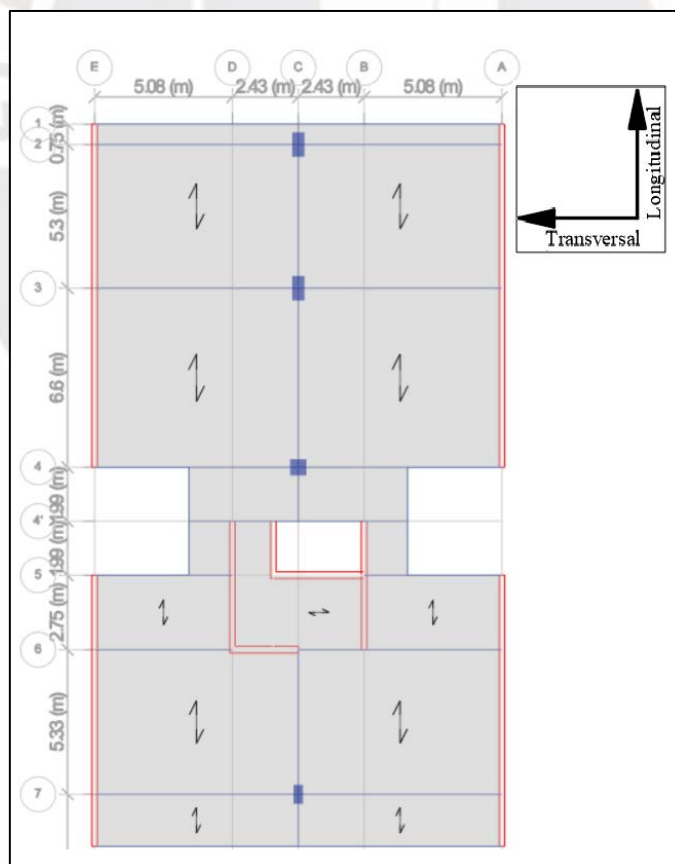 E D C B A
5.08 (m) 2.43 (m) 2.43 (m) 5.08 (m)
1
0.75 (m)
2
5.3 (m)
3
6.6 (m)
4
1.99 (m)
4'
1.99 (m)
5
2.75 (m)
6
5.33 (m)
7
Longitudinal
Transversal